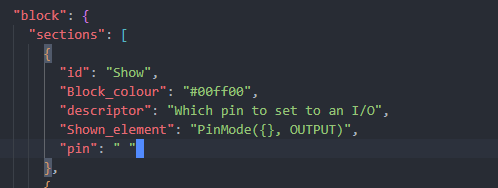 "block": {
"sections": [
{
"id": "Show",
"Block_colour": "#00ff00",
"descriptor": "Which pin to set to an I/O",
"Shown_element": "PinMode({}, OUTPUT)",
"pin": " "
},
{